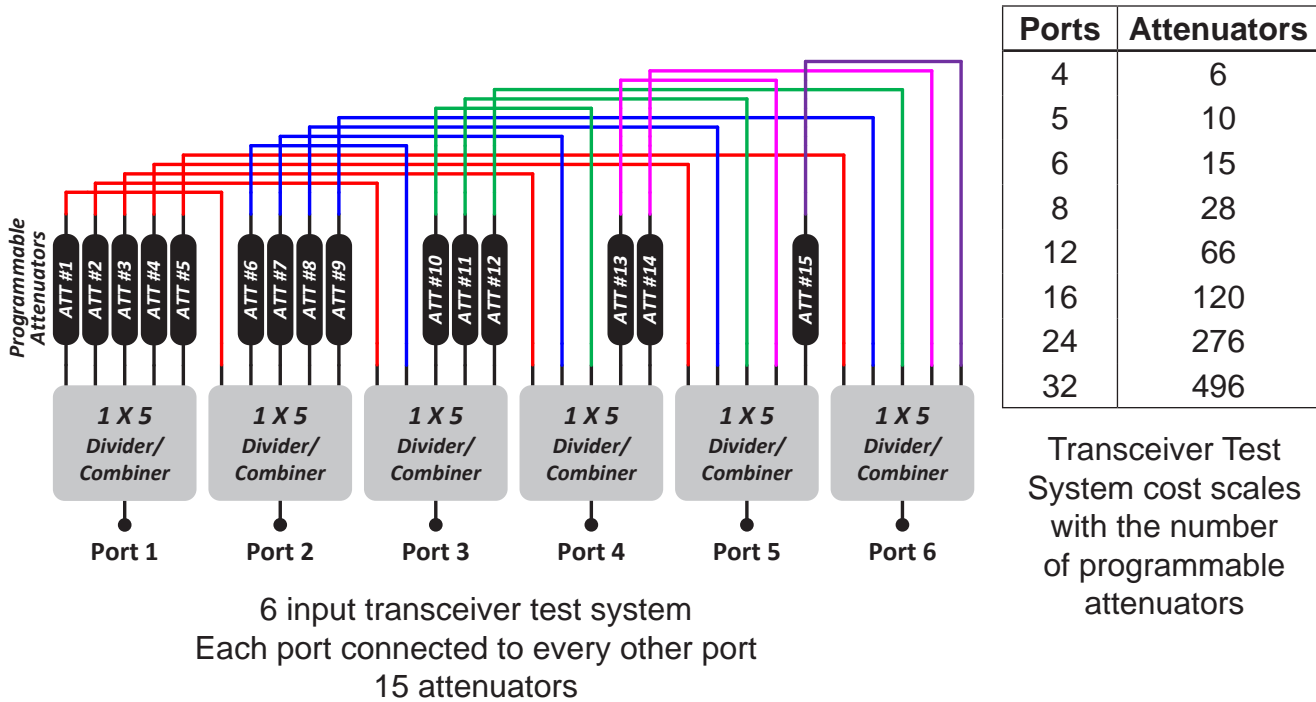 Programmable
Attenuators
ATT #1
ATT #2
ATT #3
ATT #4
ATT #5
ATT #6
ATT #7
ATT #8
ATT #9
ATT #10
ATT #11
ATT #12
ATT #13
ATT #14
ATT #15
1 X 5
Divider/
Combiner
1 X 5
Divider/
Combiner
1 X 5
Divider/
Combiner
1 X 5
Divider/
Combiner
1 X 5
Divider/
Combiner
1 X 5
Divider/
Combiner
Port 1
Port 2
Port 3
Port 4
Port 5
Port 6
6 input transceiver test system
Each port connected to every other port
15 attenuators
Ports Attenuators
4 6
5 10
6 15
8 28
12 66
16 120
24 276
32 496
Transceiver Test
System cost scales
with the number
of programmable
attenuators